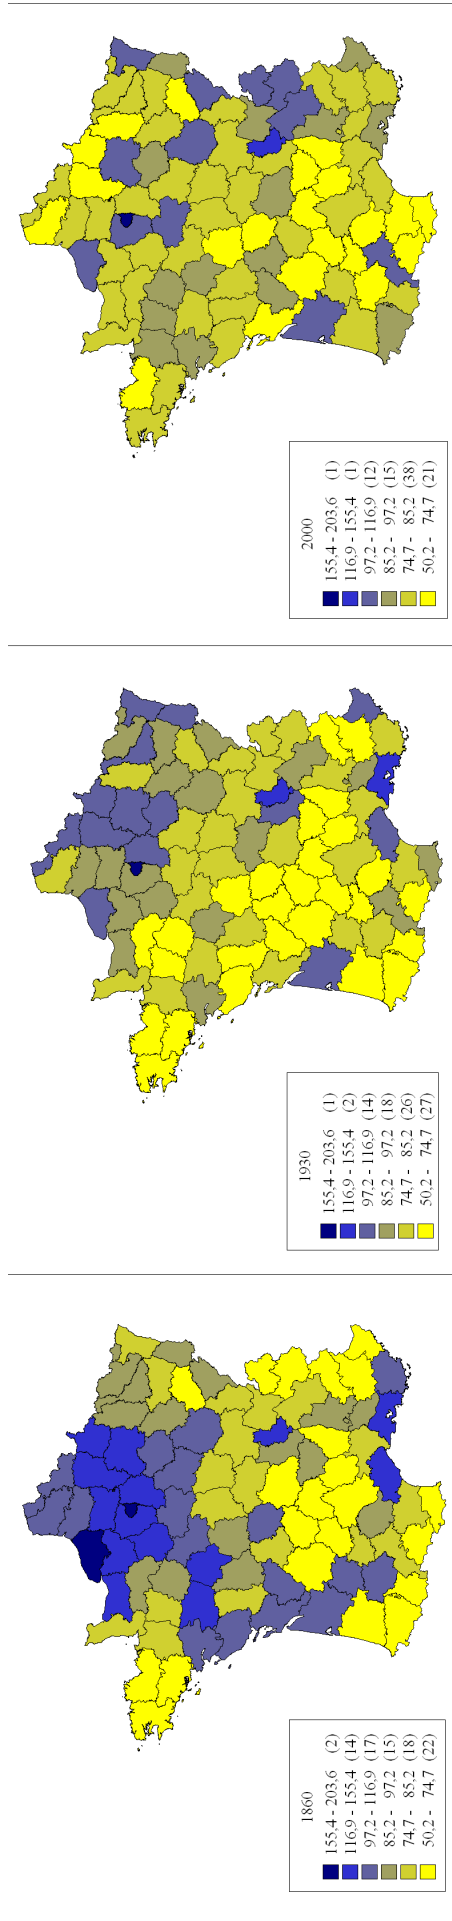 2000
155,4 - 203,6 (1)
116,9 - 155,4 (1)
97,2 - 116,9 (12)
85,2 - 97,2 (15)
74,7 - 85,2 (38)
50,2 - 74,7 (21)
1930
155,4 - 203,6 (1)
116,9 - 155,4 (2)
97,2 - 116,9 (14)
85,2 - 97,2 (18)
74,7 - 85,2 (26)
50,2 - 74,7 (27)
1860
155,4 - 203,6 (2)
116,9 - 155,4 (14)
97,2 - 116,9 (17)
85,2 - 97,2 (15)
74,7 - 85,2 (18)
50,2 - 74,7 (22)